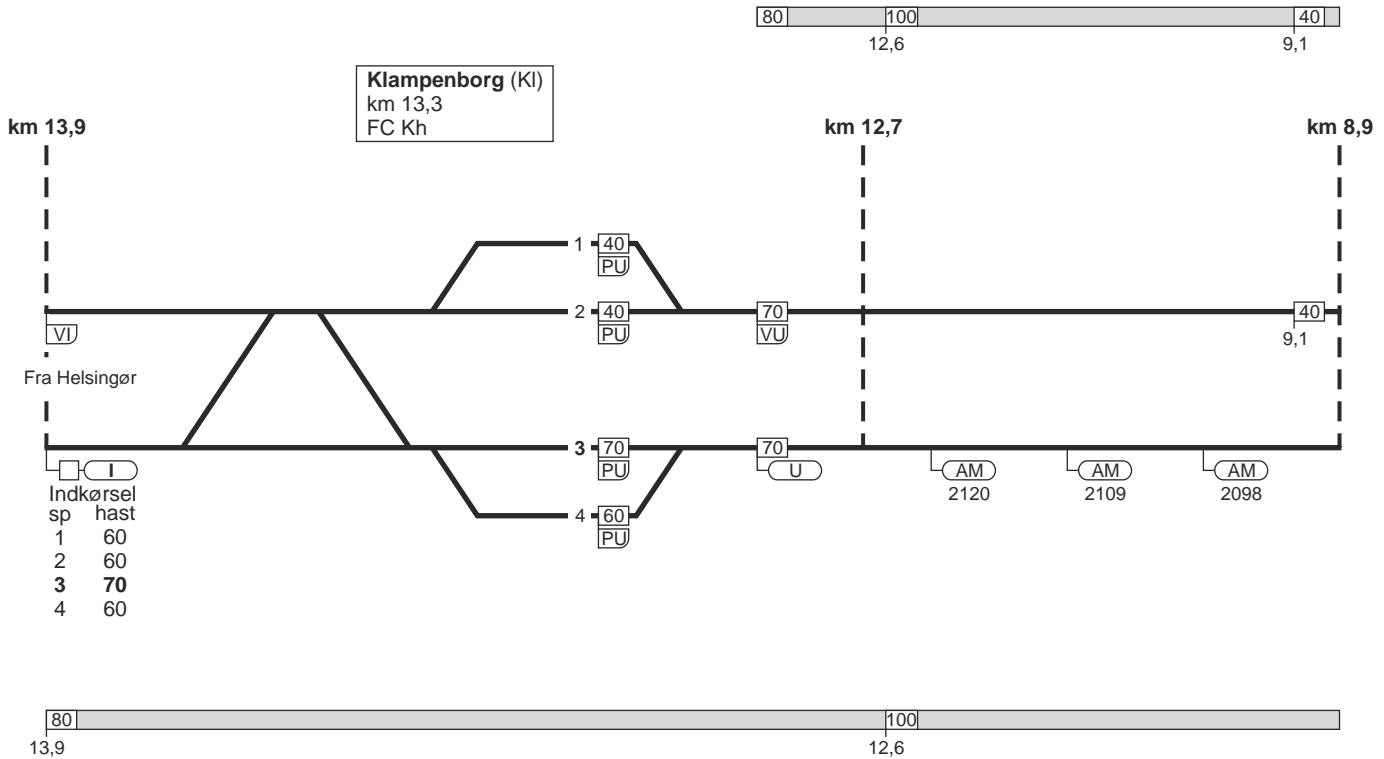 80 100 40
12,6 9,1
Klampenborg (Kl)
km 13,3
FC Kh
km 13,9 km 12,7 km 8,9
1 40
PU
2 40 70 40
VI PU VU 9,1
Fra Helsingør
3 70 70
I PU U AM AM AM
2120 2109 2098
Indkørsel
sp hast
1 60
2 60
3 70
4 60
4 60
PU
80 100
13,9 12,6